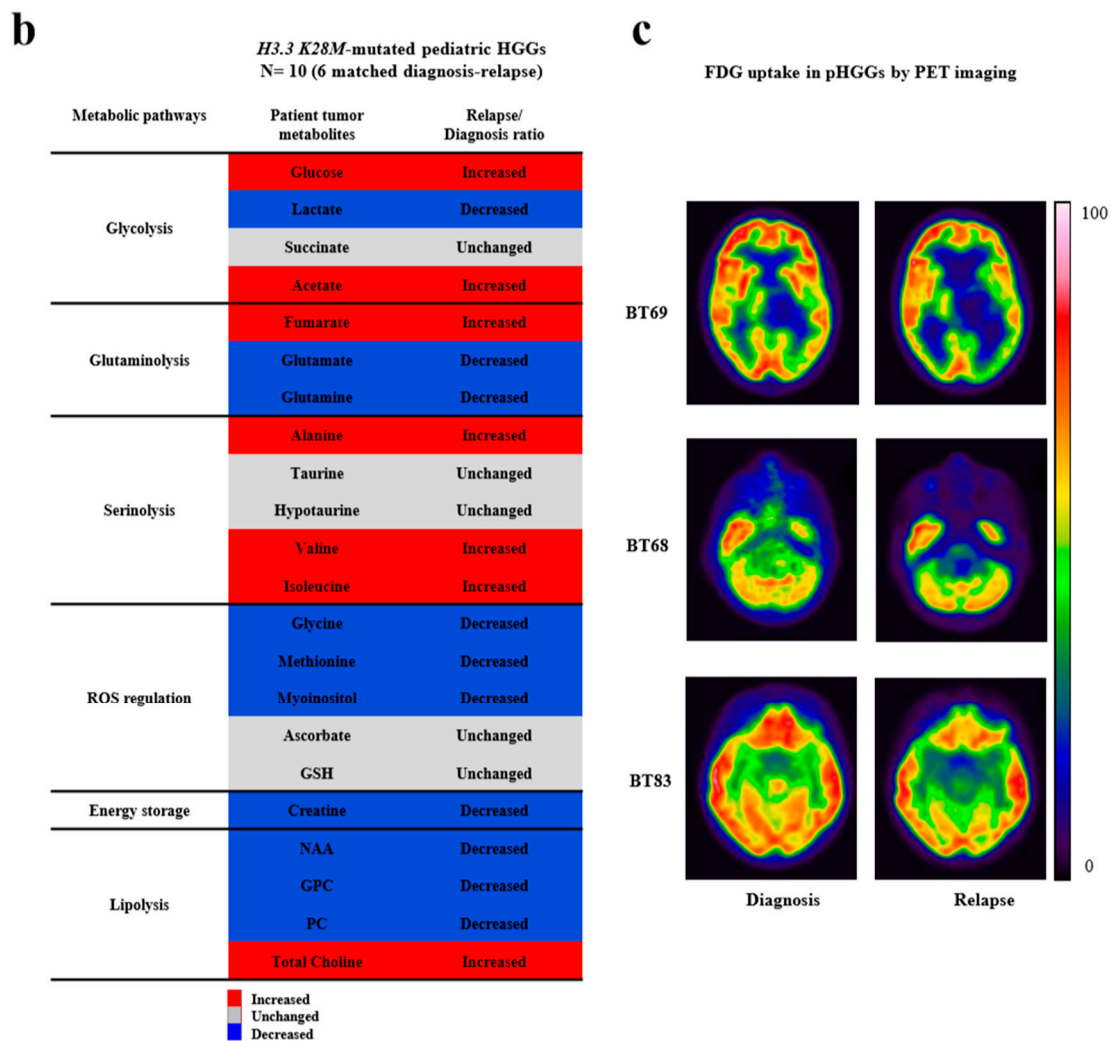 b
H3.3 K28M-mutated pediatric HGGs
N= 10 (6 matched diagnosis-relapse)
Metabolic pathways
Patient tumor
metabolites
Relapse/
Diagnosis ratio
Glycolysis
Glucose Increased
Lactate Decreased
Succinate Unchanged
Acetate Increased
Glutaminolysis
Fumarate Increased
Glutamate Decreased
Glutamine Decreased
Serinolysis
Alanine Increased
Taurine Unchanged
Hypotaurine Unchanged
Valine Increased
Isoleucine Increased
ROS regulation
Glycine Decreased
Methionine Decreased
Myoinositol Decreased
Ascorbate Unchanged
GSH Unchanged
Energy storage Creatine Decreased
Lipolysis
NAA Decreased
GPC Decreased
PC Decreased
Total Choline Increased
Increased
Unchanged
Decreased
c
FDG uptake in pHGGs by PET imaging
100
BT69
BT68
BT83
0
Diagnosis Relapse